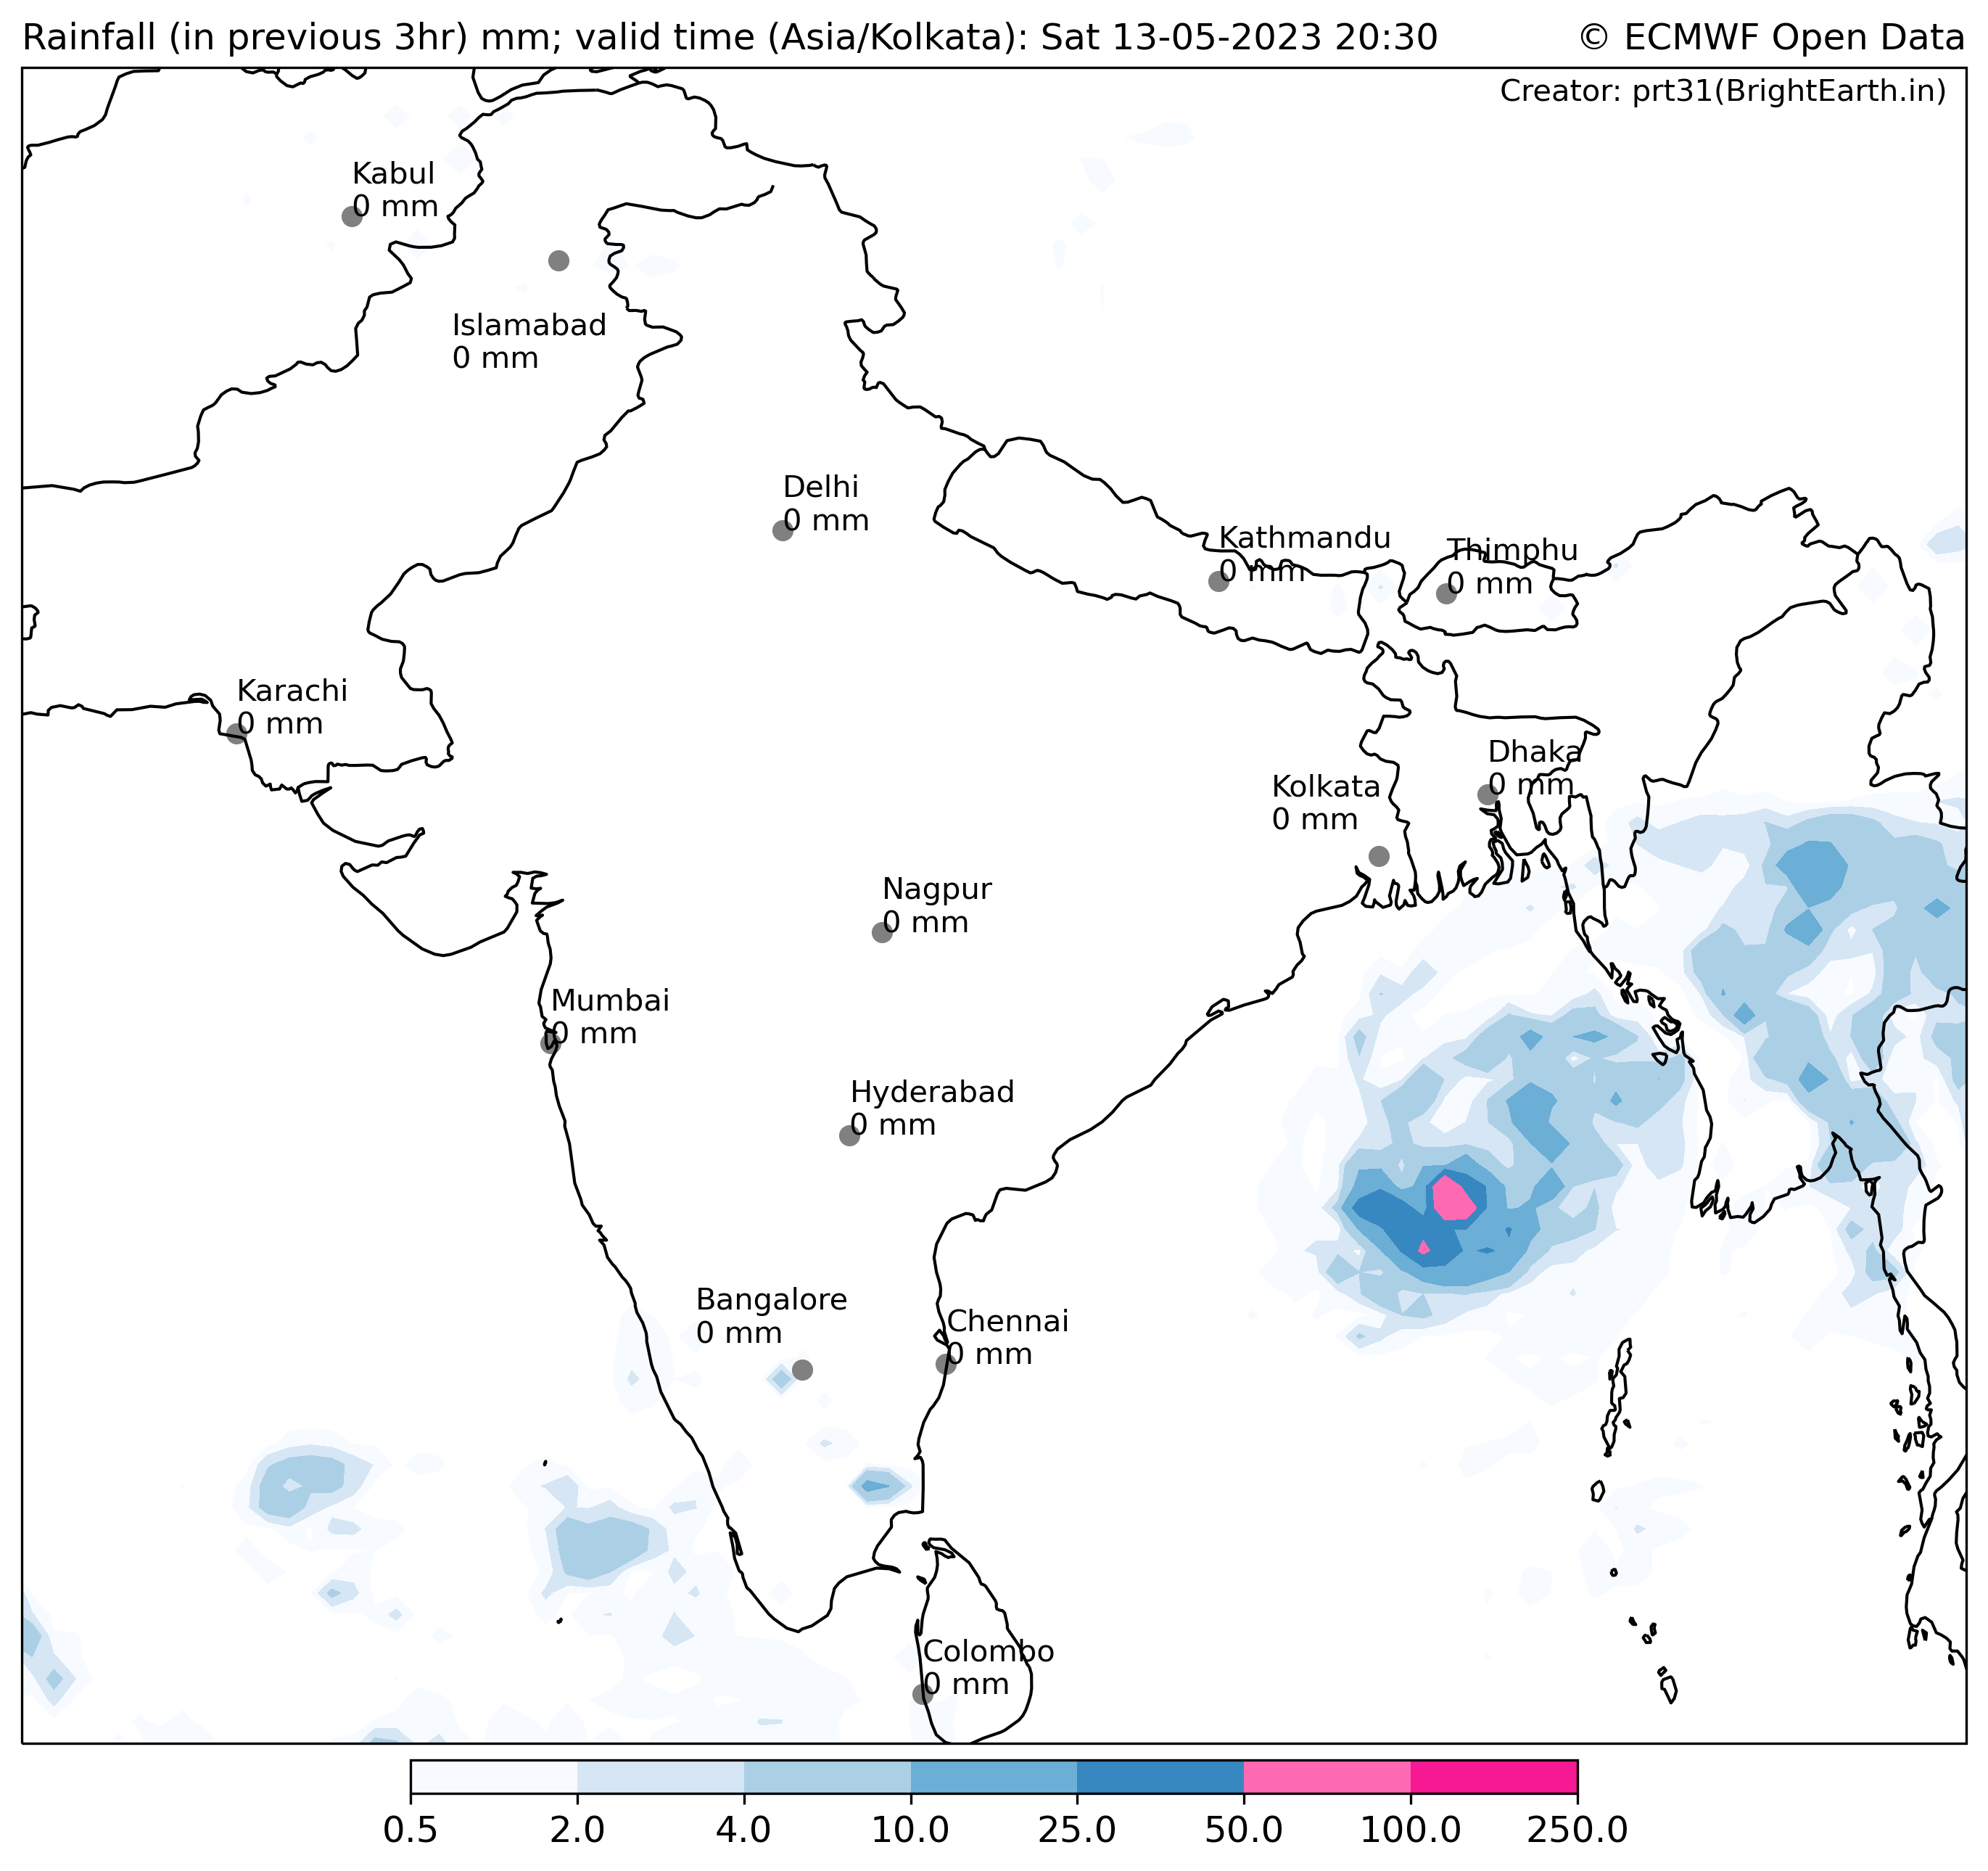 Rainfall (in previous 3hr) mm; valid time (Asia/Kolkata): Sat 13-05-2023 20:30 © ECMWF Open Data
Creator: prt31(BrightEarth.in)
Kabul
0 mm
Islamabad
0 mm
Delhi
0 mm
Kathmandu
0 mm
Thimphu
0 mm
Karachi
0 mm
Dhaka
0 mm
Kolkata
0 mm
Nagpur
0 mm
Mumbai
0 mm
Hyderabad
0 mm
Bangalore
0 mm
Chennai
0 mm
Colombo
0 mm
0.5 2.0 4.0 10.0 25.0 50.0 100.0 250.0